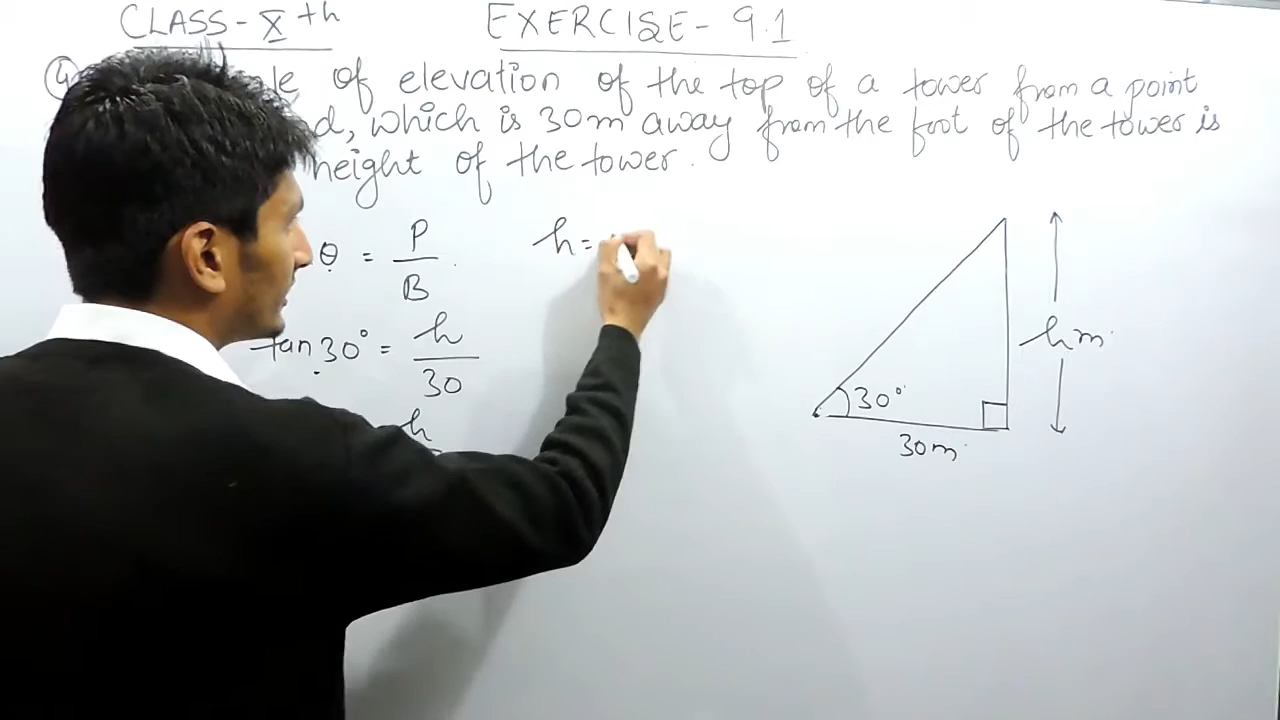 CLASS - Xth EXERCISE - 9.1
of elevation of the top of a tower from a point
which is 30m away from the foot of the tower is
height of the tower.
θ = P/B
h =
tan 30° = h/30
h
hm
30°
30m